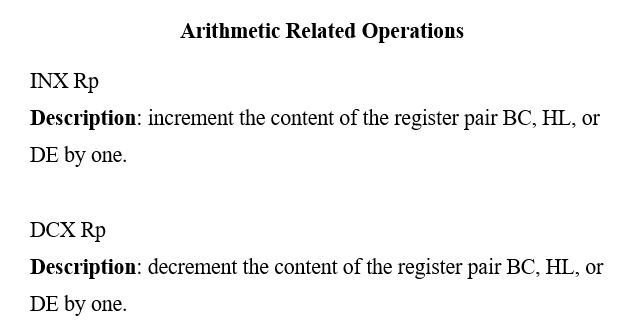 Arithmetic Related Operations
INX Rp
Description: increment the content of the register pair BC, HL, or
DE by one.
DCX Rp
Description: decrement the content of the register pair BC, HL, or
DE by one.